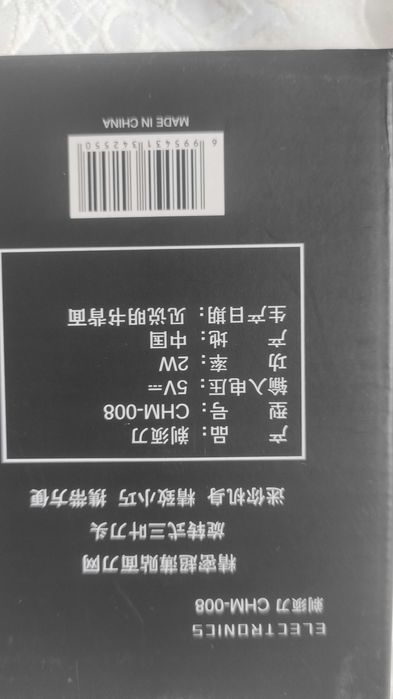 ELECTRONICS
剃须刀 CHM-008
精密超薄贴面刀网
旋转式三叶刀头
迷你机身 精致小巧 携带方便
产 品：剃须刀
型 号：CHM-008
输入电压：5V⎓
功 率：2W
产 地：中国
生产日期：见说明书背面
6 995431 342550
MADE IN CHINA